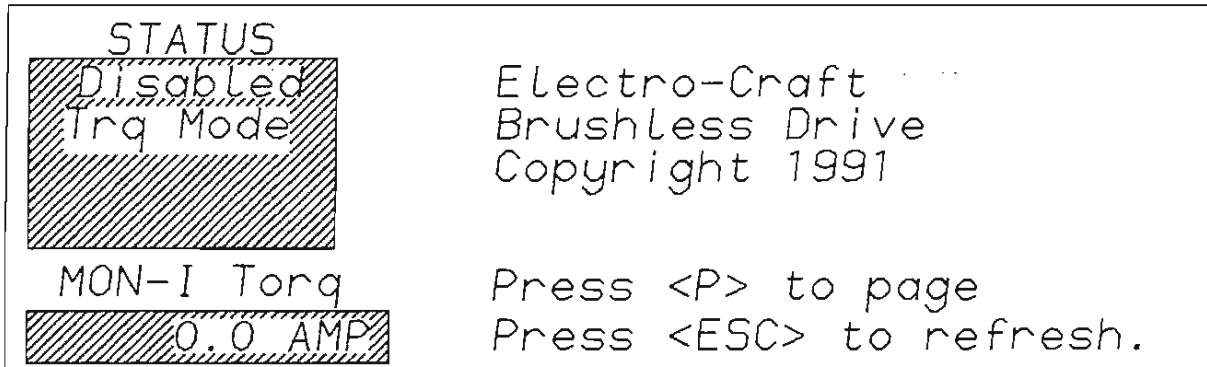 STATUS
Disabled
Trq Mode
MON-I Torq
0.0 AMP
Electro-Craft
Brushless Drive
Copyright 1991
Press <P> to page
Press <ESC> to refresh.